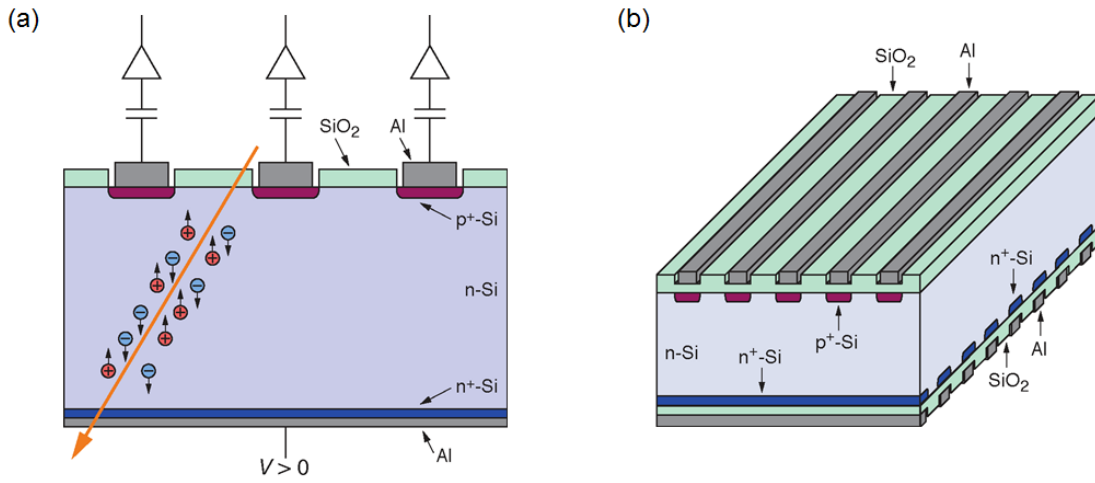 (a)
SiO2
Al
p+-Si
n-Si
n+-Si
Al
V > 0
(b)
SiO2
Al
n+-Si
p+-Si
n-Si
n+-Si
Al
SiO2